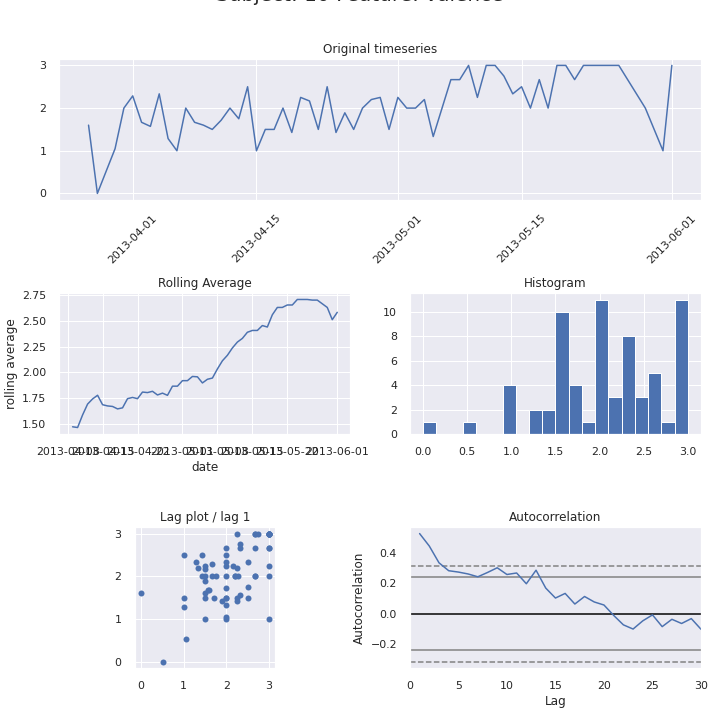 Original timeseries
3
2
1
0
2013-04-01
2013-04-15
2013-05-01
2013-05-15
2013-06-01
Rolling Average
2.75
2.50
2.25
2.00
1.75
1.50
rolling average
2013-06-01
date
Histogram
10
8
6
4
2
0
0.0 0.5 1.0 1.5 2.0 2.5 3.0
Lag plot / lag 1
3
2
1
0
0 1 2 3
Autocorrelation
0.4
0.2
0.0
−0.2
Autocorrelation
0 5 10 15 20 25 30
Lag